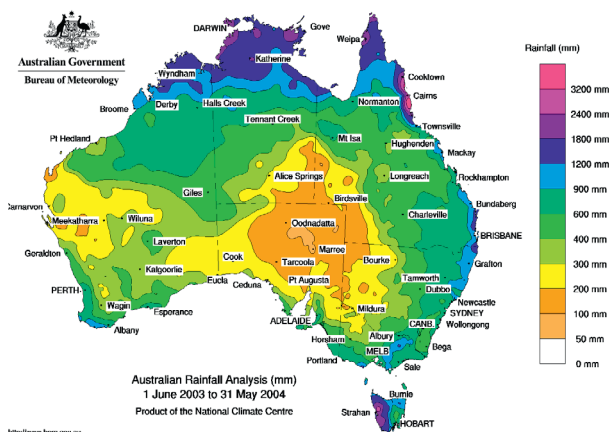 Australian Government
Bureau of Meteorology
DARWIN
Gove
Weipa
Katherine
Wyndham
Cooktown
Cairns
Derby
Halls Creek
Normanton
Broome
Tennant Creek
Townsville
Mt Isa
Pt Hedland
Hughenden
Mackay
Alice Springs
Longreach
Rockhampton
Giles
Birdsville
Bundaberg
Carnarvon
Meekatharra
Wiluna
Oodnadatta
Charleville
BRISBANE
Laverton
Marree
Geraldton
Cook
Tarcoola
Bourke
Grafton
Kalgoorlie
Eucla
Ceduna
Pt Augusta
Tamworth
PERTH
Dubbo
Newcastle
Wagin
Esperance
Mildura
SYDNEY
Albany
ADELAIDE
CANB.
Wollongong
Horsham
Albury
Bega
Portland
MELB
Sale
Burnie
Strahan
HOBART
Australian Rainfall Analysis (mm)
1 June 2003 to 31 May 2004
Product of the National Climate Centre
Rainfall (mm)
3200 mm
2400 mm
1800 mm
1200 mm
900 mm
600 mm
400 mm
300 mm
200 mm
100 mm
50 mm
0 mm